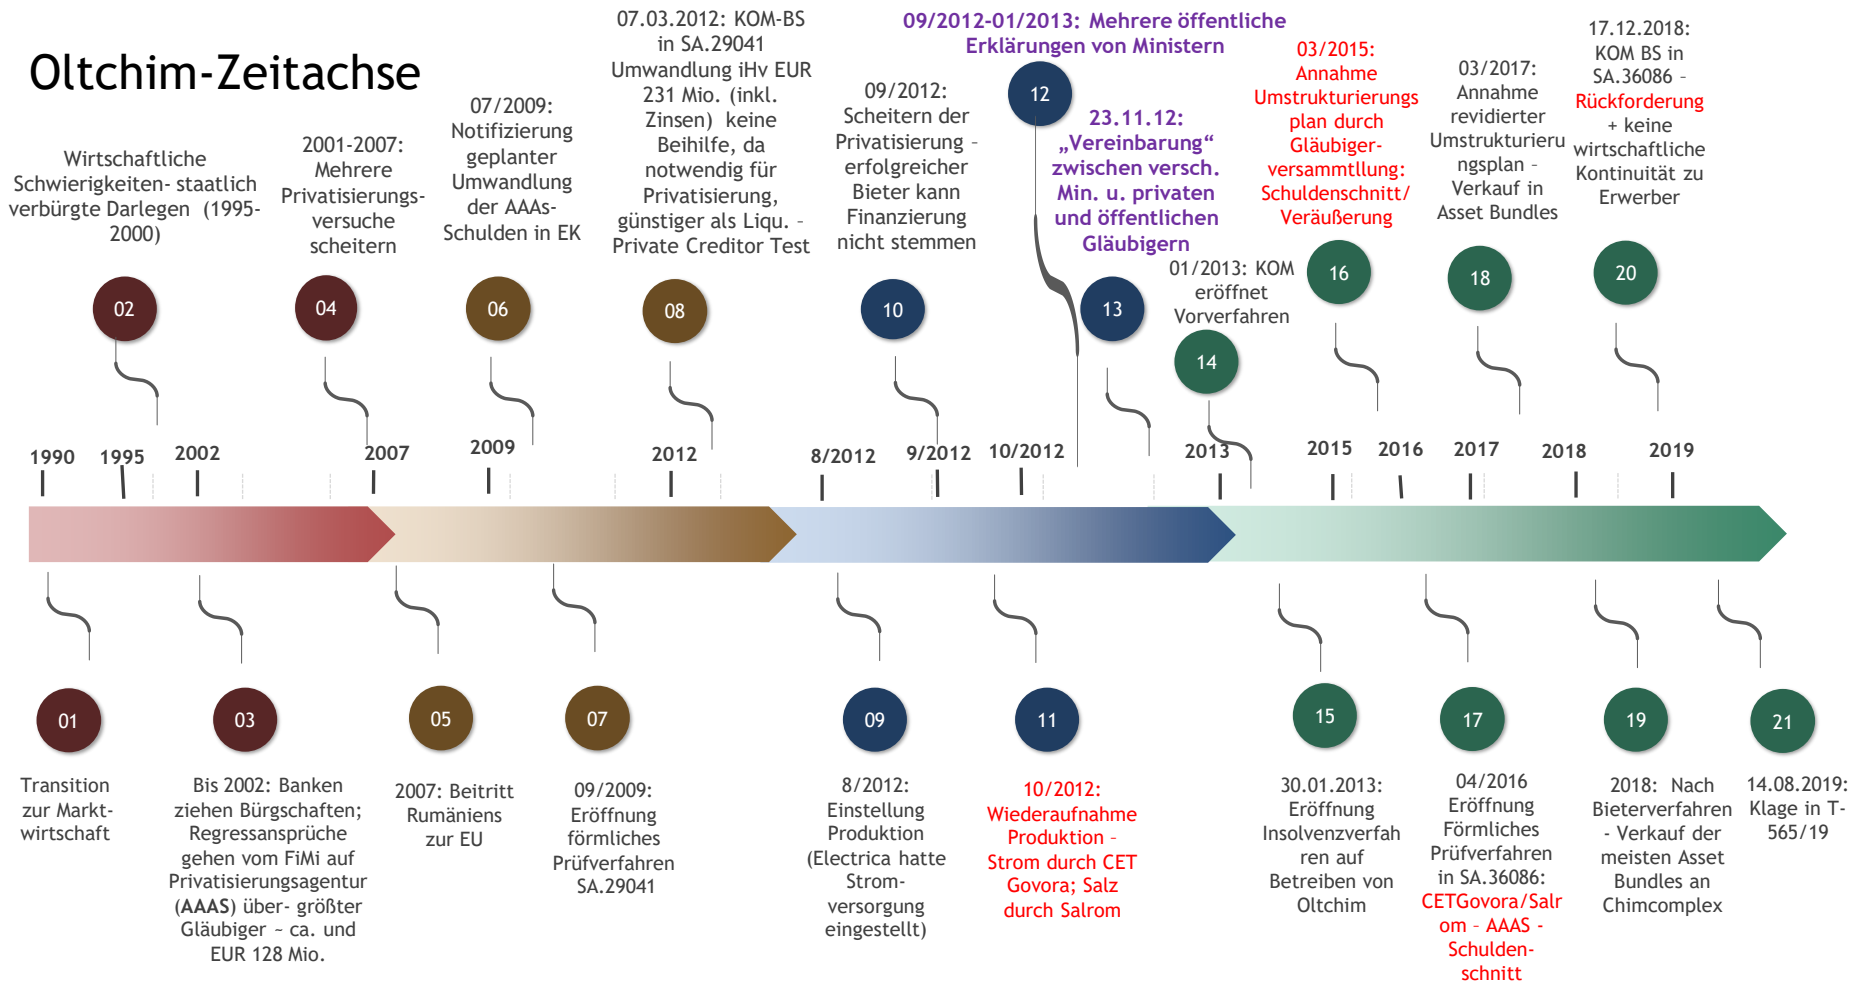 Oltchim-Zeitachse
Wirtschaftliche
Schwierigkeiten- staatlich
verbürgte Darlegen  (1995-
2000)
02
2001-2007:
Mehrere
Privatisierungs-
versuche
scheitern
04
07/2009:
Notifizierung
geplanter
Umwandlung
der AAAs-
Schulden in EK
06
07.03.2012: KOM-BS
in SA.29041
Umwandlung iHv EUR
231 Mio. (inkl.
Zinsen)  keine
Beihilfe, da
notwendig für
Privatisierung,
günstiger als Liqu. –
Private Creditor Test
08
09/2012:
Scheitern der
Privatisierung –
erfolgreicher
Bieter kann
Finanzierung
nicht stemmen
10
09/2012-01/2013: Mehrere öffentliche
Erklärungen von Ministern
12
23.11.12:
„Vereinbarung“
zwischen versch.
Min. u. privaten
und öffentlichen
Gläubigern
13
01/2013: KOM
eröffnet
Vorverfahren
14
03/2015:
Annahme
Umstrukturierungs
plan durch
Gläubiger-
versammtllung:
Schuldenschnitt/
Veräußerung
16
03/2017:
Annahme
revidierter
Umstrukturieru
ngsplan –
Verkauf in
Asset Bundles
18
17.12.2018:
KOM BS in
SA.36086 –
Rückforderung
+ keine
wirtschaftliche
Kontinuität zu
Erwerber
20
1990
1995
2002
2007
2009
2012
8/2012
9/2012
10/2012
2013
2015
2016
2017
2018
2019
01
Transition
zur Markt-
wirtschaft
03
Bis 2002: Banken
ziehen Bürgschaften;
Regressansprüche
gehen vom FiMi auf
Privatisierungsagentur
(AAAS) über- größter
Gläubiger ~ ca. und
EUR 128 Mio.
05
2007: Beitritt
Rumäniens
zur EU
07
09/2009:
Eröffnung
förmliches
Prüfverfahren
SA.29041
09
8/2012:
Einstellung
Produktion
(Electrica hatte
Strom-
versorgung
eingestellt)
11
10/2012:
Wiederaufnahme
Produktion –
Strom durch CET
Govora; Salz
durch Salrom
15
30.01.2013:
Eröffnung
Insolvenzverfah
ren auf
Betreiben von
Oltchim
17
04/2016
Eröffnung
Förmliches
Prüfverfahren
in SA.36086:
CETGovora/Salr
om – AAAS -
Schulden-
schnitt
19
2018:  Nach
Bieterverfahren
- Verkauf der
meisten Asset
Bundles an
Chimcomplex
21
14.08.2019:
Klage in T-
565/19